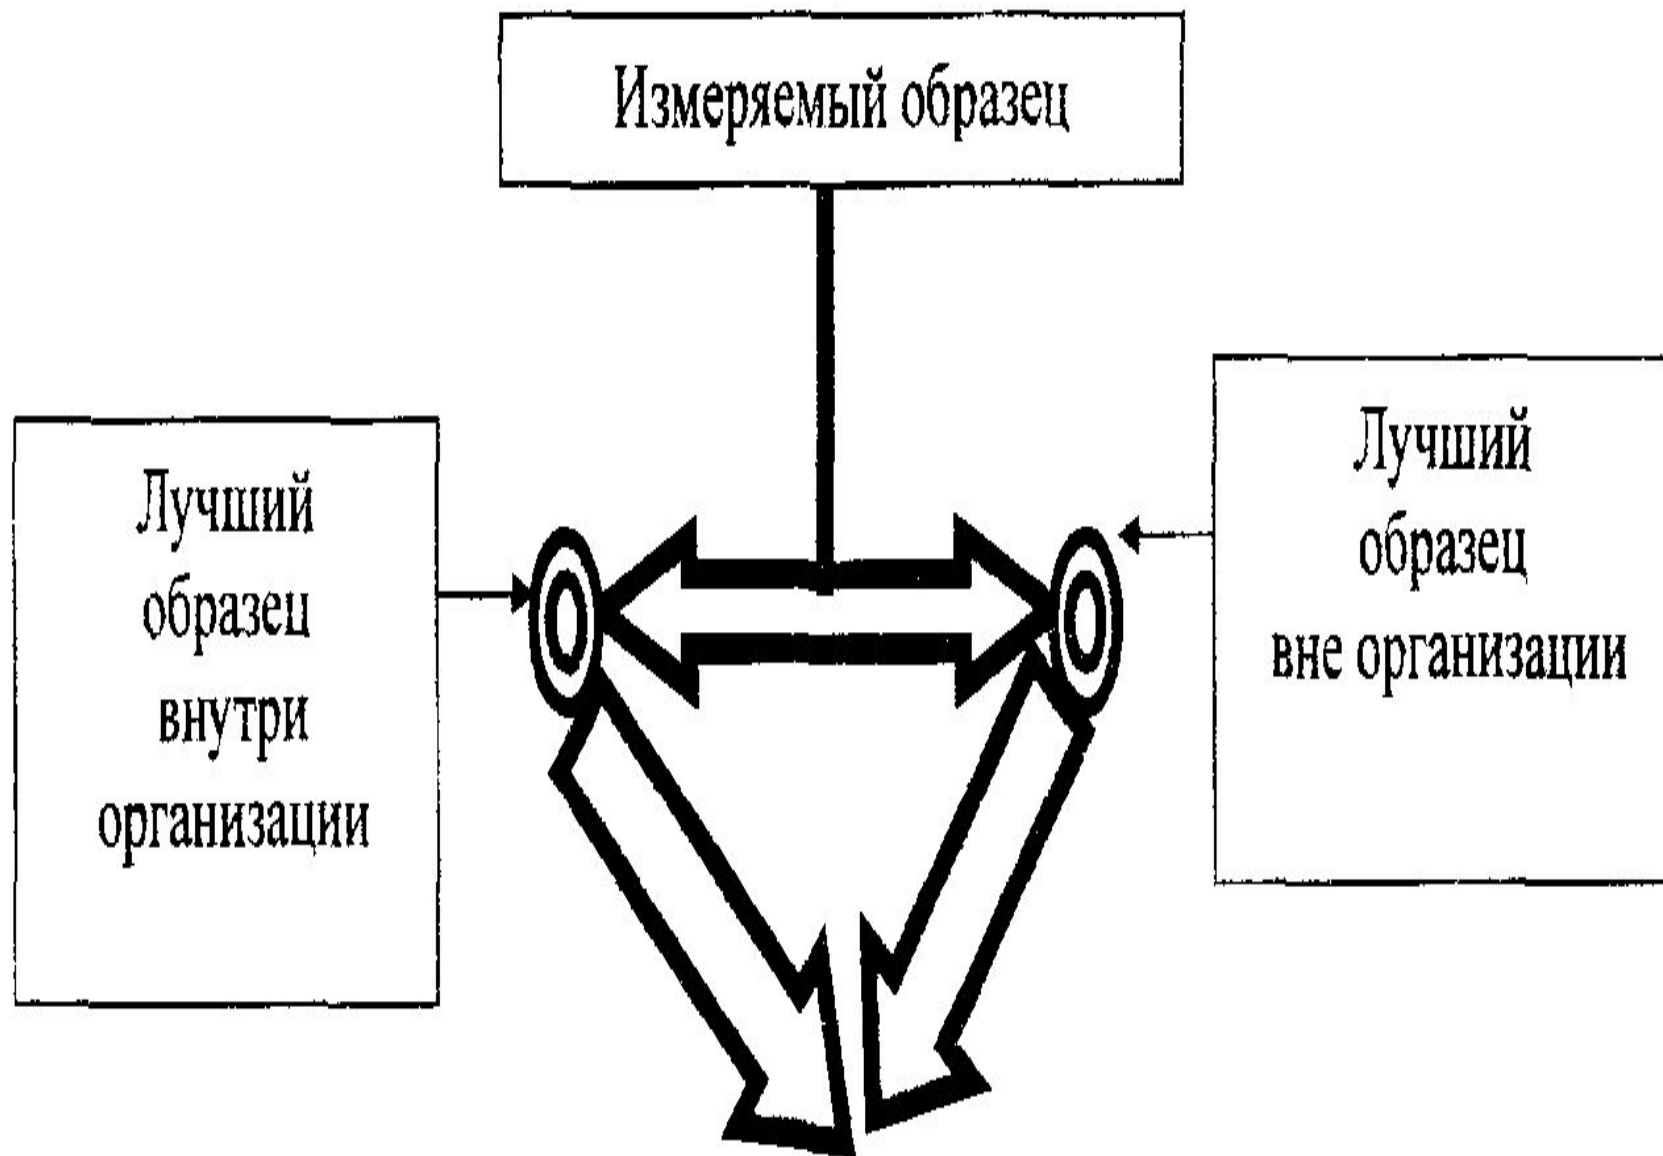 Измеряемый образец
Лучший
образец
внутри
организации
Лучший
образец
вне организации